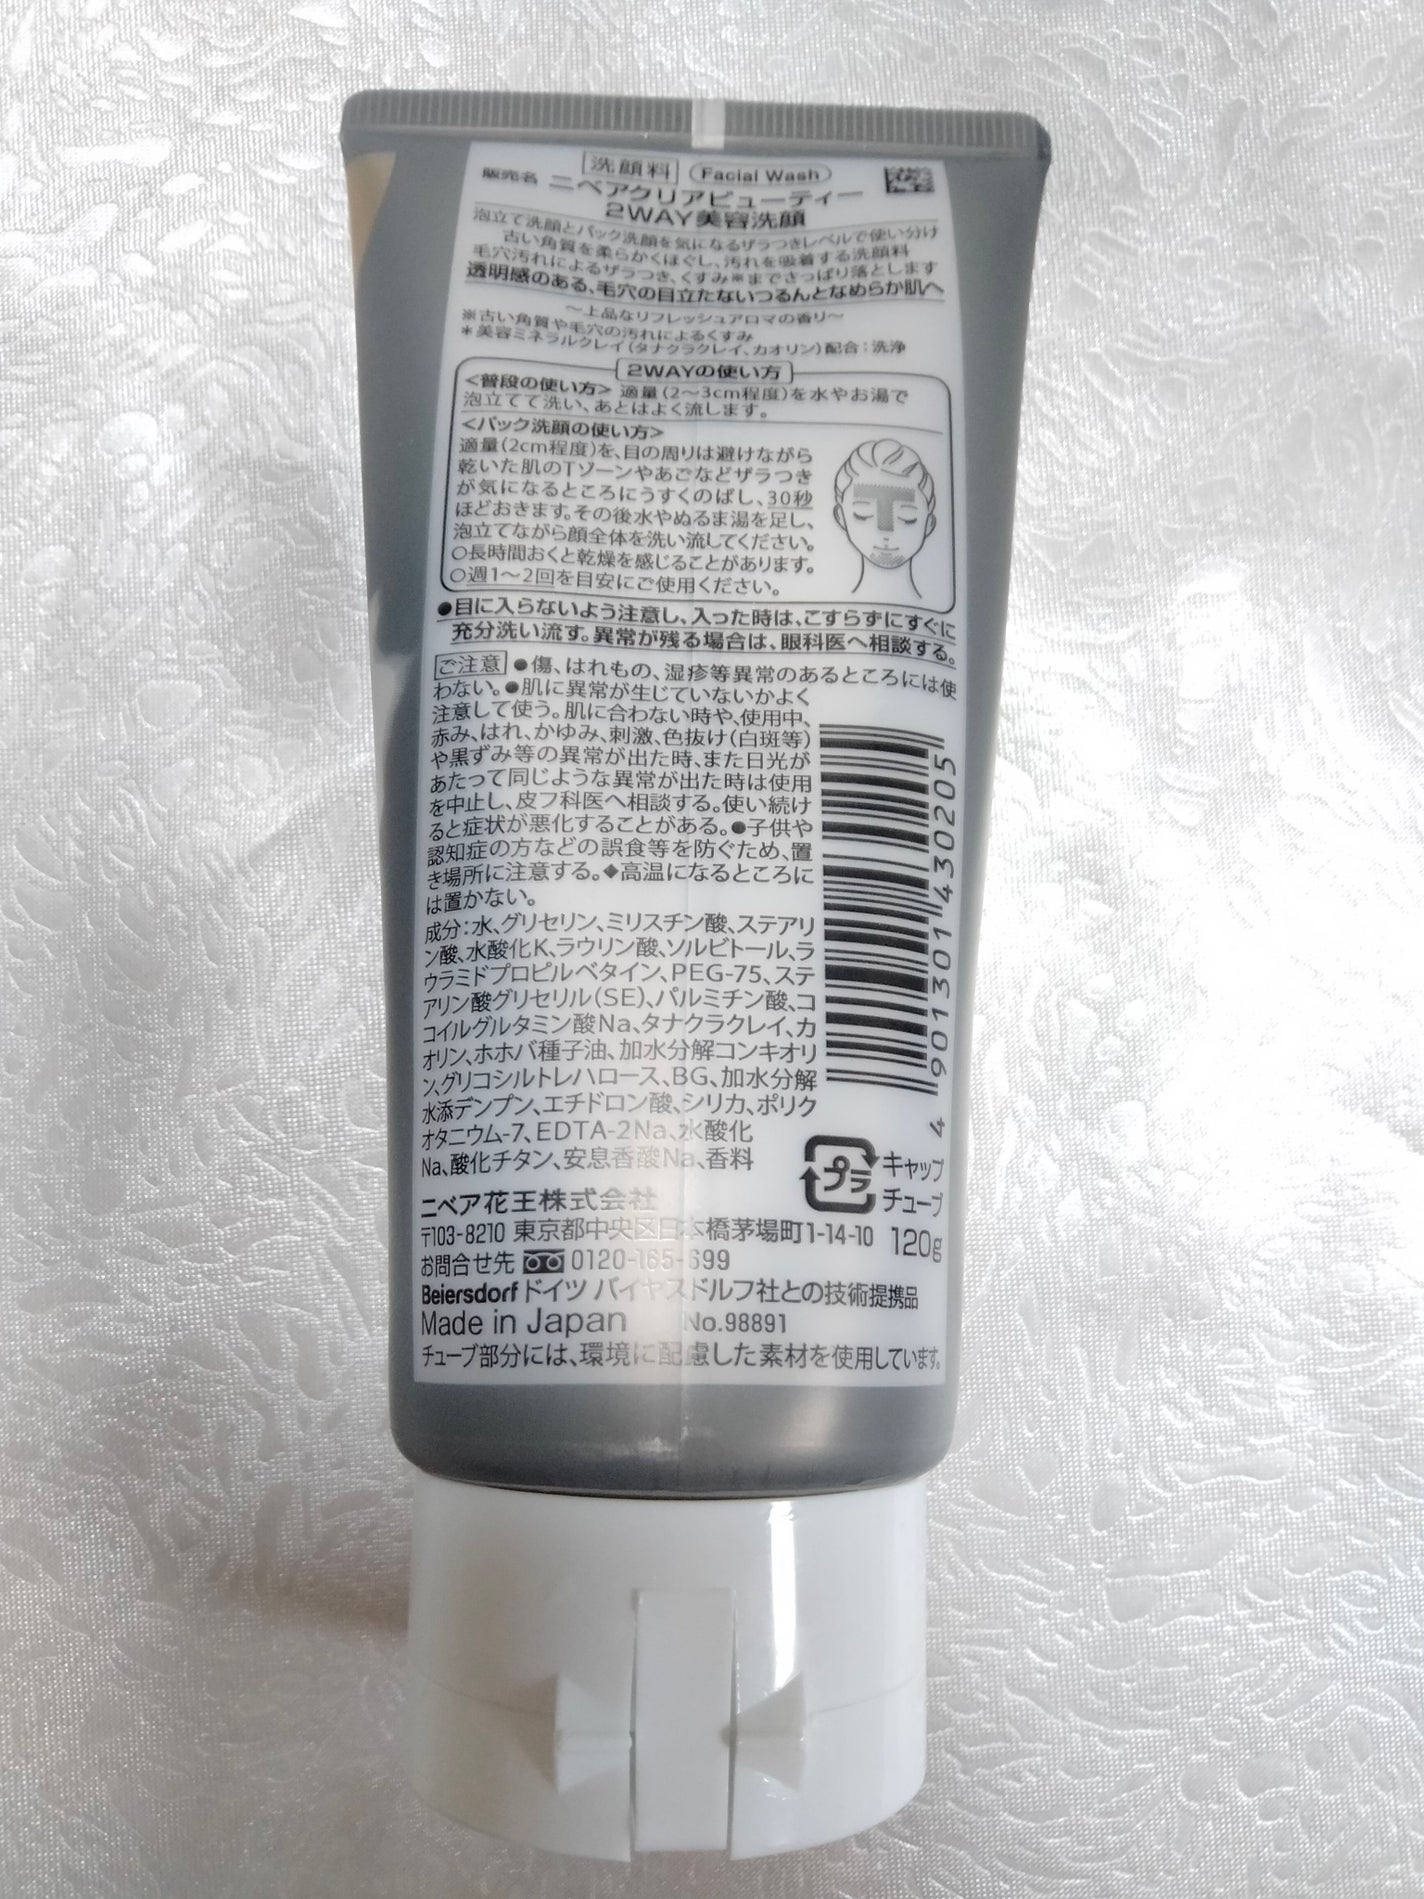 洗顔料 Facial Wash
販売名 ニベアクリアビューティー
2WAY美容洗顔
泡立て洗顔とパック洗顔を気になるザラつきレベルで使い分け
古い角質を柔らかくほぐし、汚れを吸着する洗顔料
毛穴汚れによるザラつき、くすみ※までさっぱり落とします
透明感のある、毛穴の目立たないつるんとなめらか肌へ
～上品なリフレッシュアロマの香り～
※古い角質や毛穴の汚れによるくすみ
＊美容ミネラルクレイ(タナクラクレイ、カオリン)配合：洗浄
2WAYの使い方
<普段の使い方> 適量(2～3cm程度)を水やお湯で
泡立てて洗い、あとはよく流します。
<パック洗顔の使い方>
適量(2cm程度)を、目の周りは避けながら
乾いた肌のTゾーンやあごなどザラつき
が気になるところにうすくのばし、30秒
ほどおきます。その後水やぬるま湯を足し、
泡立てながら顔全体を洗い流してください。
○長時間おくと乾燥を感じることがあります。
○週1～2回を目安にご使用ください。
●目に入らないよう注意し、入った時は、こすらずにすぐに
充分洗い流す。異常が残る場合は、眼科医へ相談する。
ご注意 ●傷、はれもの、湿疹等異常のあるところには使
わない。●肌に異常が生じていないかよく
注意して使う。肌に合わない時や、使用中、
赤み、はれ、かゆみ、刺激、色抜け(白斑等)
や黒ずみ等の異常が出た時、また日光が
あたって同じような異常が出た時は使用
を中止し、皮フ科医へ相談する。使い続け
ると症状が悪化することがある。●子供や
認知症の方などの誤食等を防ぐため、置
き場所に注意する。◆高温になるところに
は置かない。
成分：水、グリセリン、ミリスチン酸、ステアリ
ン酸、水酸化K、ラウリン酸、ソルビトール、ラ
ウラミドプロピルベタイン、PEG-75、ステ
アリン酸グリセリル(SE)、パルミチン酸、コ
コイルグルタミン酸Na、タナクラクレイ、カ
オリン、ホホバ種子油、加水分解コンキオリ
ン、グリコシルトレハロース、BG、加水分解
水添デンプン、エチドロン酸、シリカ、ポリク
オタニウム-7、EDTA-2Na、水酸化
Na、酸化チタン、安息香酸Na、香料
4 901301 430205
プラ キャップ
チューブ
ニベア花王株式会社
〒103-8210 東京都中央区日本橋茅場町1-14-10 120g
お問合せ先 0120-165-699
Beiersdorf ドイツ バイヤスドルフ社との技術提携品
Made in Japan No.98891
チューブ部分には、環境に配慮した素材を使用しています。